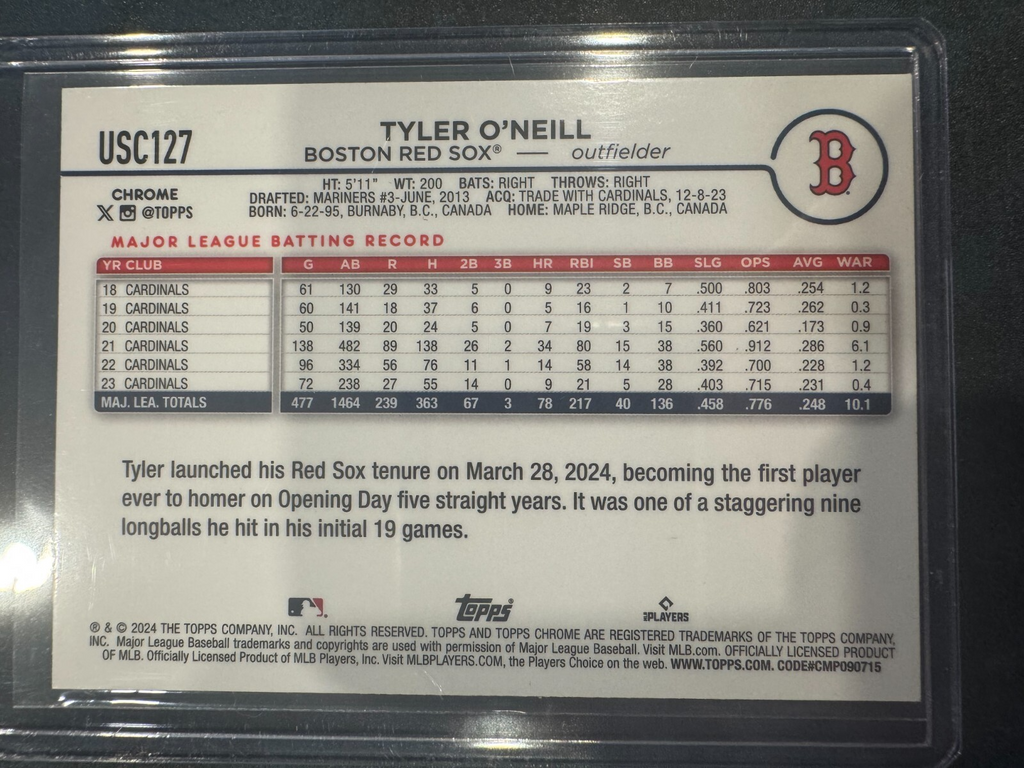 USC127
TYLER O'NEILL
BOSTON RED SOX® — outfielder
B
CHROME
@TOPPS
HT: 5'11" WT: 200 BATS: RIGHT THROWS: RIGHT
DRAFTED: MARINERS #3-JUNE, 2013 ACQ: TRADE WITH CARDINALS, 12-8-23
BORN: 6-22-95, BURNABY, B.C., CANADA HOME: MAPLE RIDGE, B.C., CANADA
MAJOR LEAGUE BATTING RECORD
YR CLUB G AB R H 2B 3B HR RBI SB BB SLG OPS AVG WAR
18 CARDINALS 61 130 29 33 5 0 9 23 2 7 .500 .803 .254 1.2
19 CARDINALS 60 141 18 37 6 0 5 16 1 10 .411 .723 .262 0.3
20 CARDINALS 50 139 20 24 5 0 7 19 3 15 .360 .621 .173 0.9
21 CARDINALS 138 482 89 138 26 2 34 80 15 38 .560 .912 .286 6.1
22 CARDINALS 96 334 56 76 11 1 14 58 14 38 .392 .700 .228 1.2
23 CARDINALS 72 238 27 55 14 0 9 21 5 28 .403 .715 .231 0.4
MAJ. LEA. TOTALS 477 1464 239 363 67 3 78 217 40 136 .458 .776 .248 10.1
Tyler launched his Red Sox tenure on March 28, 2024, becoming the first player
ever to homer on Opening Day five straight years. It was one of a staggering nine
longballs he hit in his initial 19 games.
Topps
PLAYERS
® & © 2024 THE TOPPS COMPANY, INC. ALL RIGHTS RESERVED. TOPPS AND TOPPS CHROME ARE REGISTERED TRADEMARKS OF THE TOPPS COMPANY,
INC. Major League Baseball trademarks and copyrights are used with permission of Major League Baseball. Visit MLB.com. OFFICIALLY LICENSED PRODUCT
OF MLB. Officially Licensed Product of MLB Players, Inc. Visit MLBPLAYERS.COM, the Players Choice on the web. WWW.TOPPS.COM. CODE#CMP090715